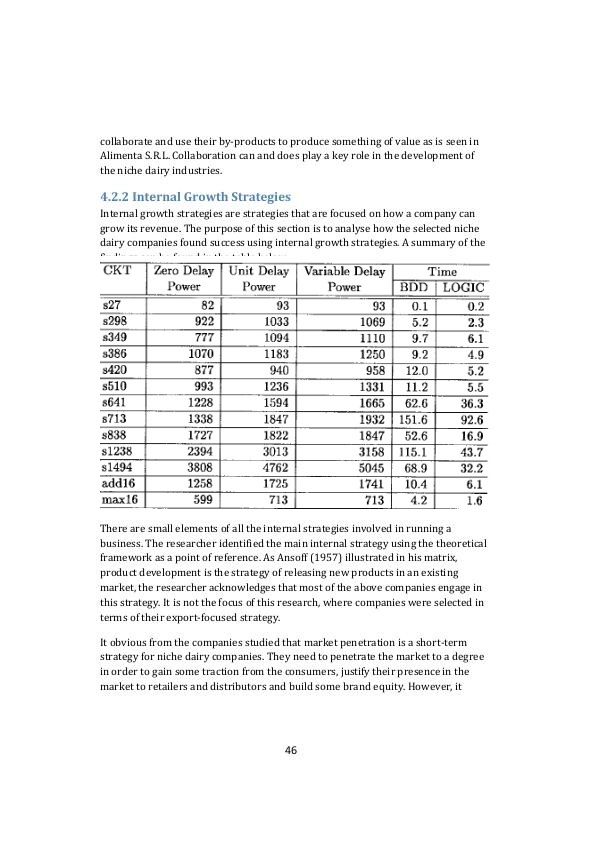 collaborate and use their by-products to produce something of value as is seen in
Alimenta S.R.L. Collaboration can and does play a key role in the development of
the niche dairy industries.
4.2.2 Internal Growth Strategies
Internal growth strategies are strategies that are focused on how a company can
grow its revenue. The purpose of this section is to analyse how the selected niche
dairy companies found success using internal growth strategies. A summary of the
CKT Zero Delay Unit Delay Variable Delay Time
Power Power Power BDD LOGIC
s27 82 93 93 0.1 0.2
s298 922 1033 1069 5.2 2.3
s349 777 1094 1110 9.7 6.1
s386 1070 1183 1250 9.2 4.9
s420 877 940 958 12.0 5.2
s510 993 1236 1331 11.2 5.5
s641 1228 1594 1665 62.6 36.3
s713 1338 1847 1932 151.6 92.6
s838 1727 1822 1847 52.6 16.9
s1238 2394 3013 3158 115.1 43.7
s1494 3808 4762 5045 68.9 32.2
add16 1258 1725 1741 10.4 6.1
max16 599 713 713 4.2 1.6
There are small elements of all the internal strategies involved in running a
business. The researcher identified the main internal strategy using the theoretical
framework as a point of reference. As Ansoff (1957) illustrated in his matrix,
product development is the strategy of releasing new products in an existing
market, the researcher acknowledges that most of the above companies engage in
this strategy. It is not the focus of this research, where companies were selected in
terms of their export-focused strategy.
It obvious from the companies studied that market penetration is a short-term
strategy for niche dairy companies. They need to penetrate the market to a degree
in order to gain some traction from the consumers, justify their presence in the
market to retailers and distributors and build some brand equity. However, it
46